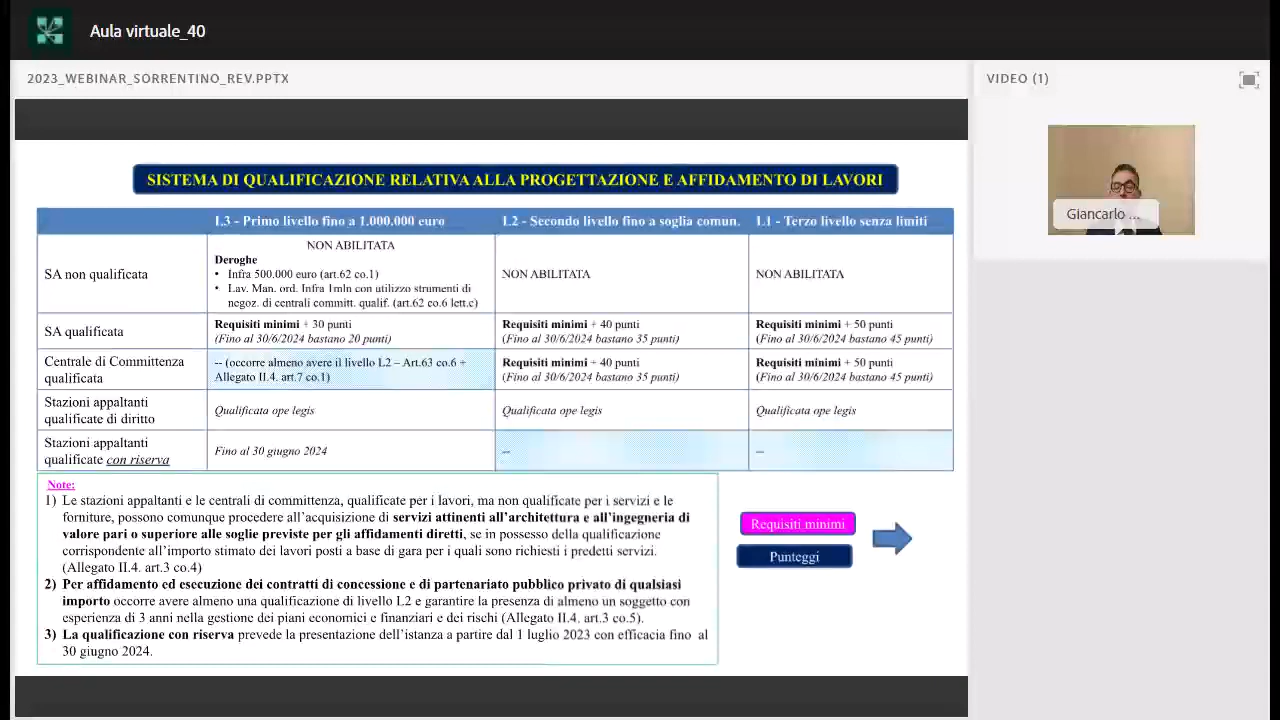 Aula virtuale_40
2023_WEBINAR_SORRENTINO_REV.PPTX
VIDEO (1)
SISTEMA DI QUALIFICAZIONE RELATIVA ALLA PROGETTAZIONE E AFFIDAMENTO DI LAVORI
L3 - Primo livello fino a 1.000.000 euro
L2 - Secondo livello fino a soglia comun.
L1 - Terzo livello senza limiti
SA non qualificata
NON ABILITATA
Deroghe
• Infra 500.000 euro (art.62 co.1)
• Lav. Man. ord. Infra 1mln con utilizzo strumenti di
negoz. di centrali committ. qualif. (art.62 co.6 lett.c)
NON ABILITATA
NON ABILITATA
SA qualificata
Requisiti minimi + 30 punti
(Fino al 30/6/2024 bastano 20 punti)
Requisiti minimi + 40 punti
(Fino al 30/6/2024 bastano 35 punti)
Requisiti minimi + 50 punti
(Fino al 30/6/2024 bastano 45 punti)
Centrale di Committenza
qualificata
-- (occorre almeno avere il livello L2 – Art.63 co.6 +
Allegato II.4. art.7 co.1)
Requisiti minimi + 40 punti
(Fino al 30/6/2024 bastano 35 punti)
Requisiti minimi + 50 punti
(Fino al 30/6/2024 bastano 45 punti)
Stazioni appaltanti
qualificate di diritto
Qualificata ope legis
Qualificata ope legis
Qualificata ope legis
Stazioni appaltanti
qualificate con riserva
Fino al 30 giugno 2024
--
--
Note:
1) Le stazioni appaltanti e le centrali di committenza, qualificate per i lavori, ma non qualificate per i servizi e le
forniture, possono comunque procedere all’acquisizione di servizi attinenti all’architettura e all’ingegneria di
valore pari o superiore alle soglie previste per gli affidamenti diretti, se in possesso della qualificazione
corrispondente all’importo stimato dei lavori posti a base di gara per i quali sono richiesti i predetti servizi.
(Allegato II.4. art.3 co.4)
2) Per affidamento ed esecuzione dei contratti di concessione e di partenariato pubblico privato di qualsiasi
importo occorre avere almeno una qualificazione di livello L2 e garantire la presenza di almeno un soggetto con
esperienza di 3 anni nella gestione dei piani economici e finanziari e dei rischi (Allegato II.4. art.3 co.5).
3) La qualificazione con riserva prevede la presentazione dell’istanza a partire dal 1 luglio 2023 con efficacia fino al
30 giugno 2024.
Requisiti minimi
Punteggi
Giancarlo ...